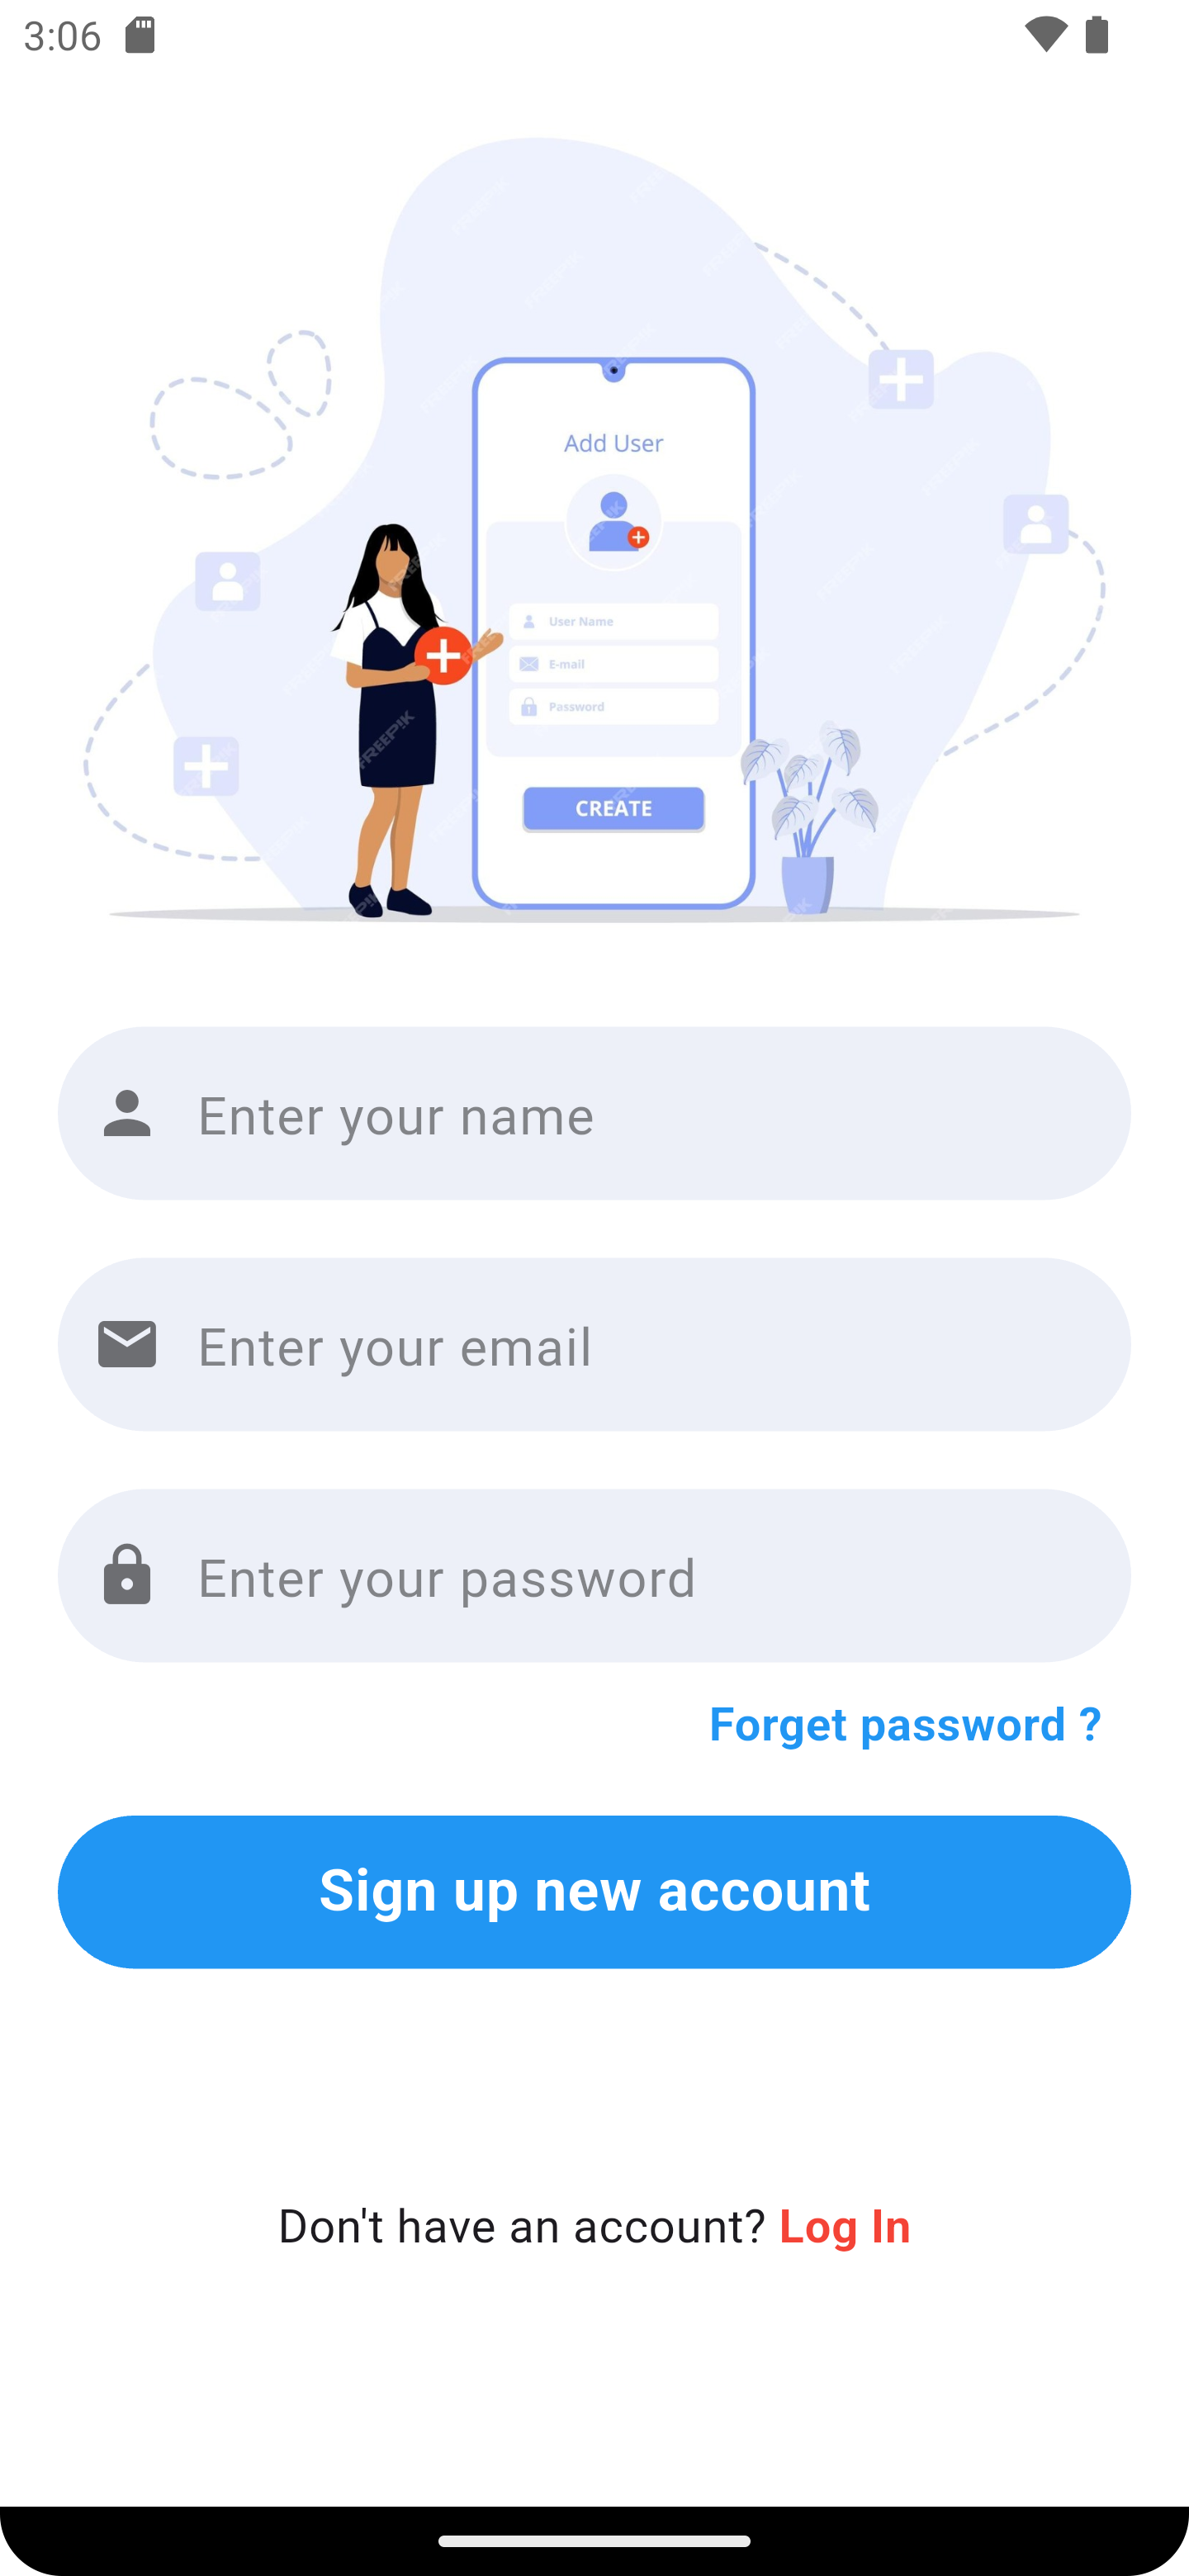 3:06
Add User
User Name
E-mail
Password
FREEPIK
CREATE
Enter your name
Enter your email
Enter your password
Forget password ?
Sign up new account
Don't have an account? Log In